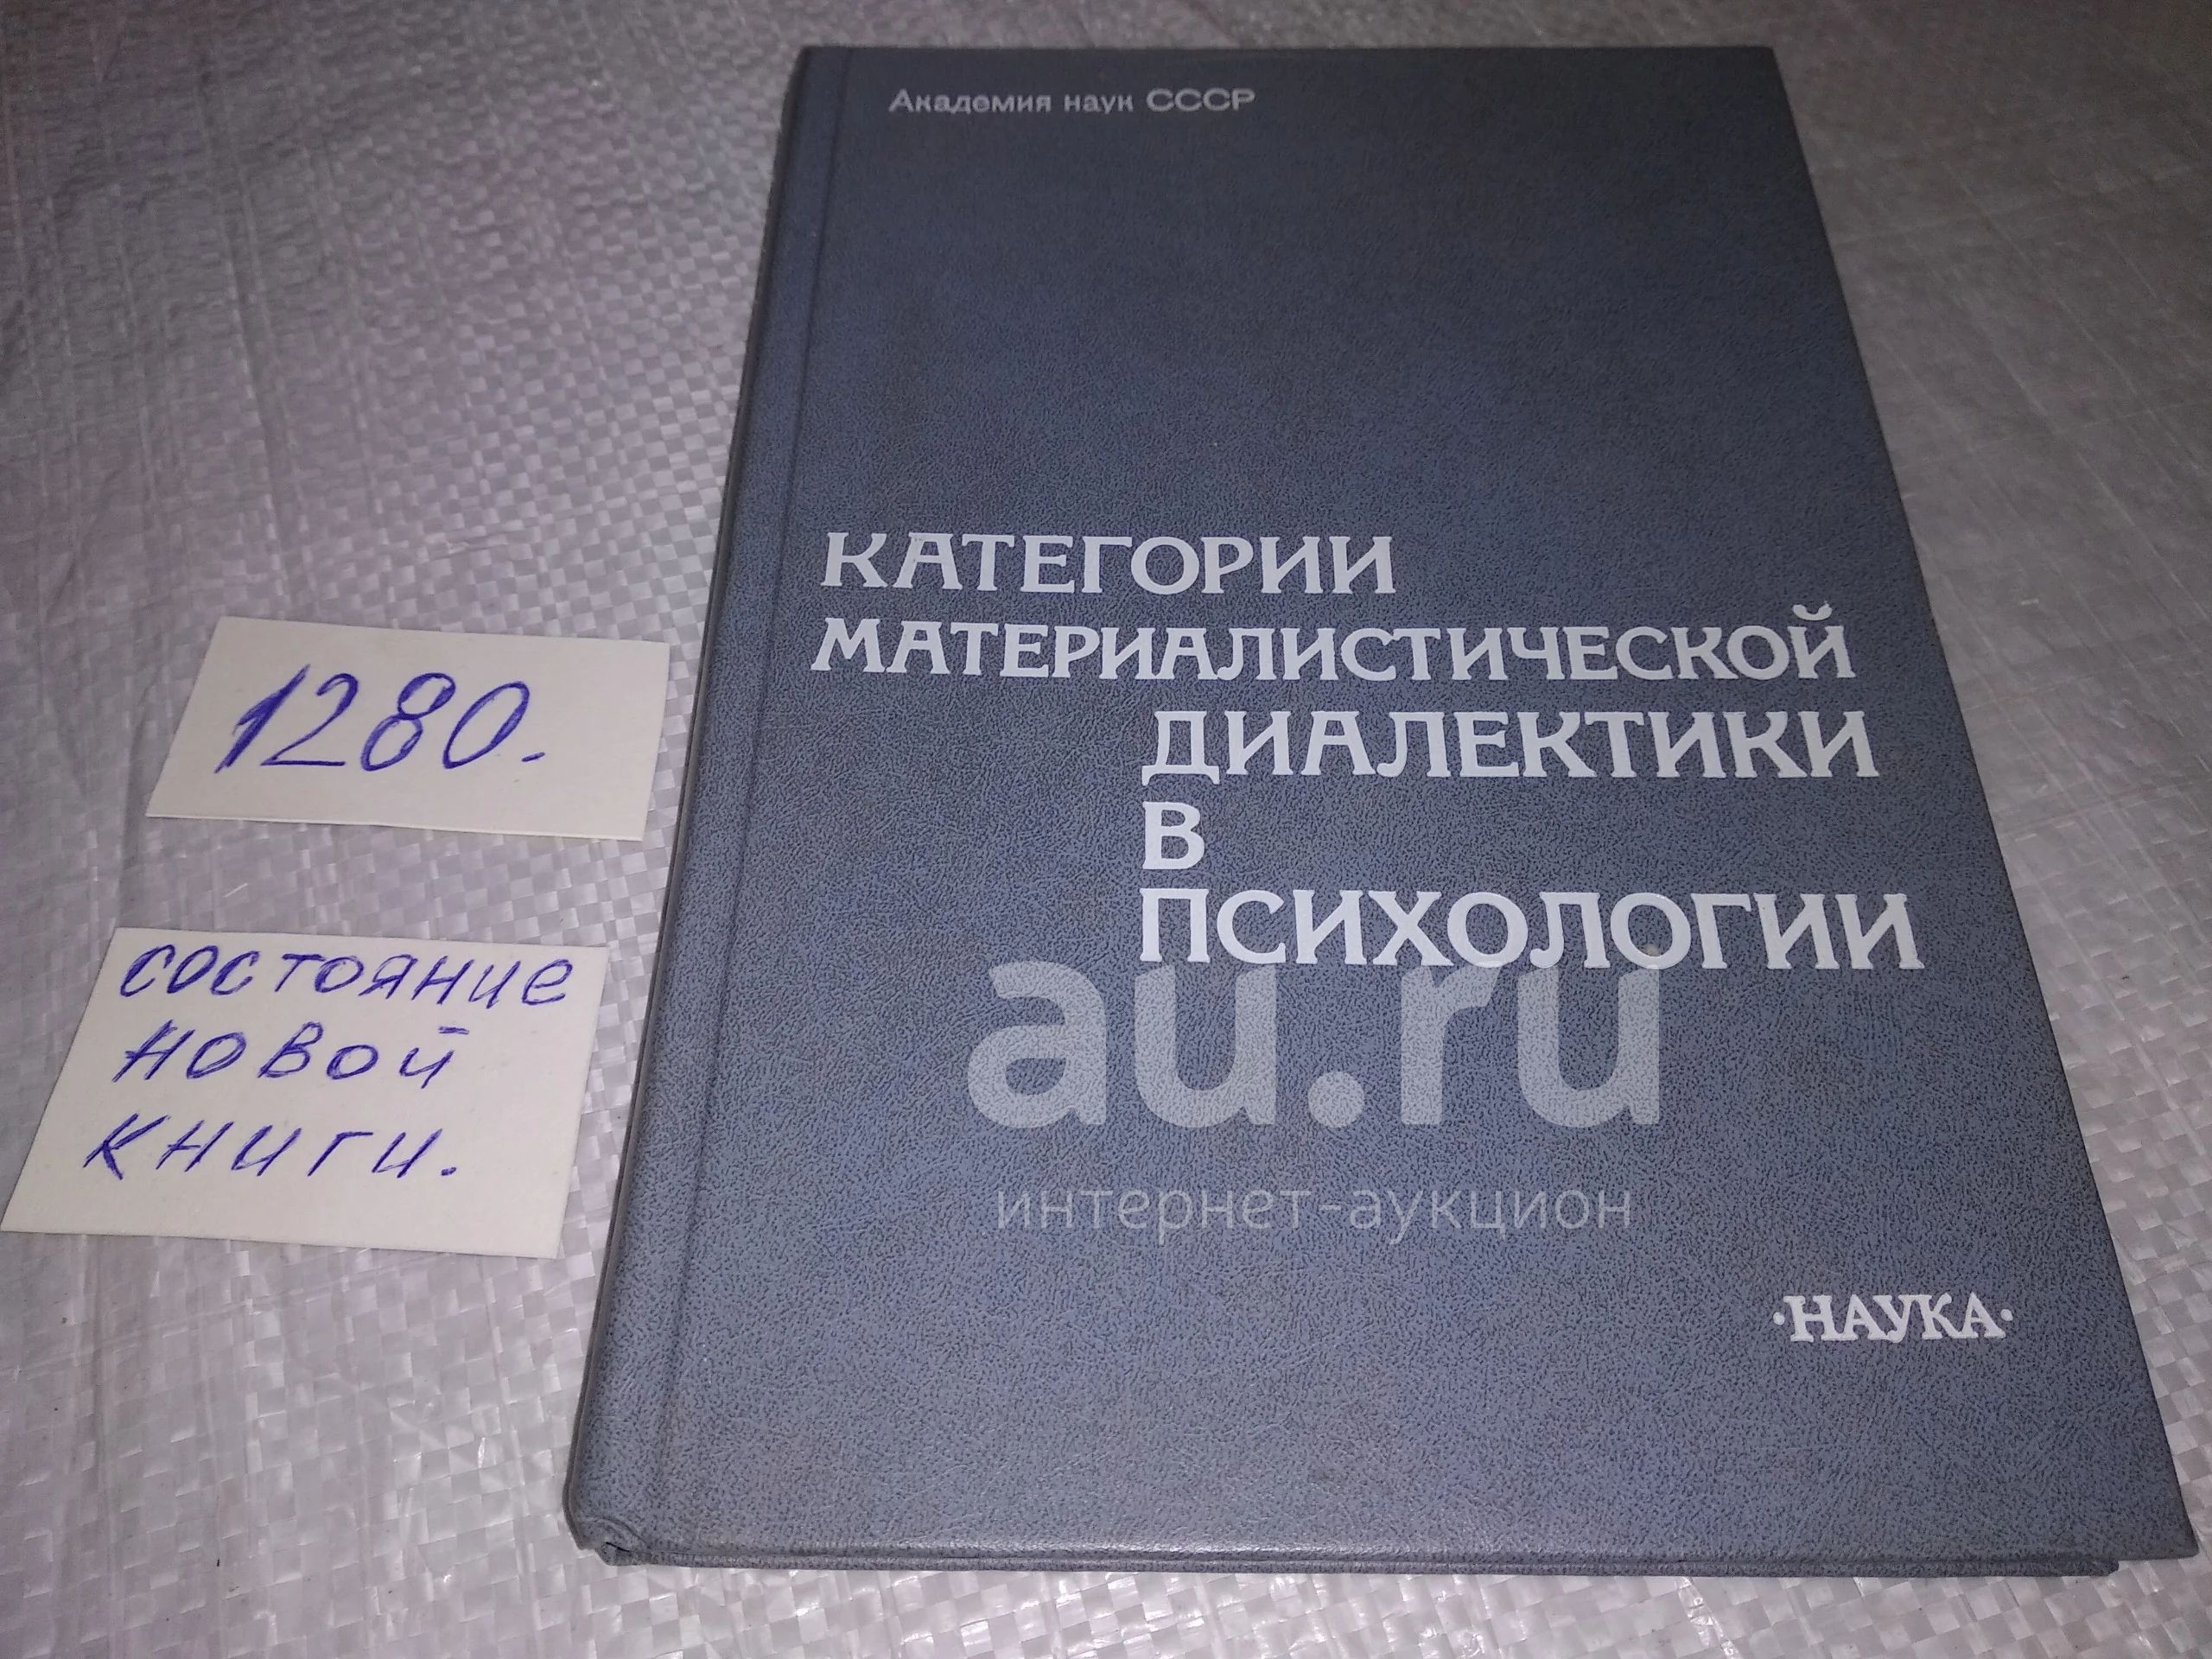 Академия наук СССР
КАТЕГОРИИ
МАТЕРИАЛИСТИЧЕСКОЙ
ДИАЛЕКТИКИ
В
ПСИХОЛОГИИ
au.ru
интернет-аукцион
·НАУКА·
1280.
состояние
новой
книги.